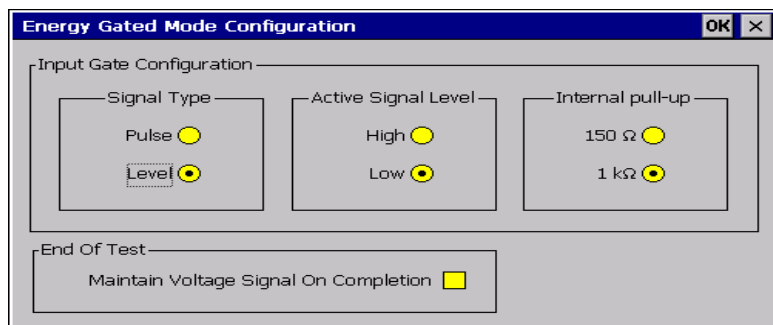 Energy Gated Mode Configuration OK ×
Input Gate Configuration
Signal Type Active Signal Level Internal pull-up
Pulse High 150 Ω
Level Low 1 kΩ
End Of Test
Maintain Voltage Signal On Completion